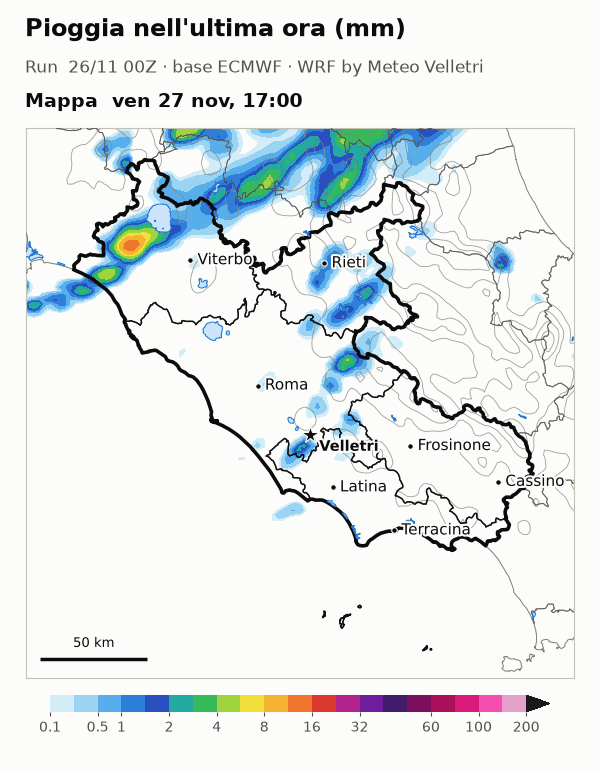 Pioggia nell'ultima ora (mm)
Run  26/11 00Z · base ECMWF · WRF by Meteo Velletri
Mappa  ven 27 nov, 17:00
Viterbo
Rieti
Roma
Velletri
Frosinone
Latina
Cassino
Terracina
50 km
0.1 0.5 1 2 4 8 16 32 60 100 200